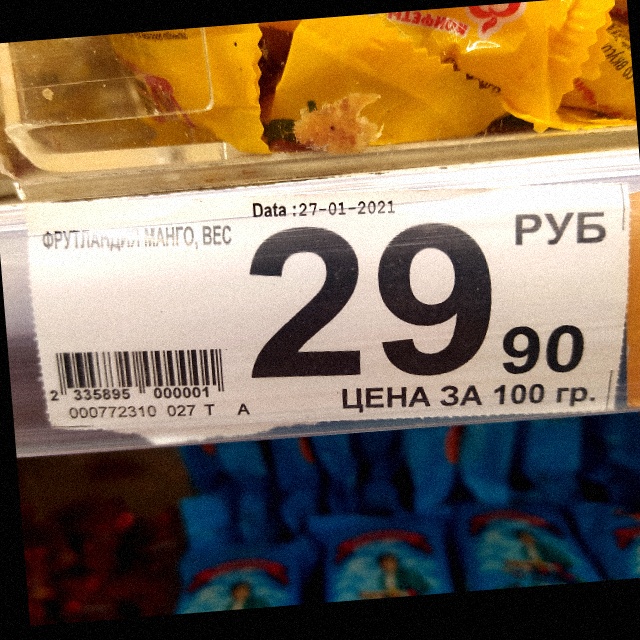 Data :27-01-2021
ФРУТЛАНДИЯ МАНГО, ВЕС
29 90 РУБ
ЦЕНА ЗА 100 гр.
2 335895 000001
000772310 027 Т А